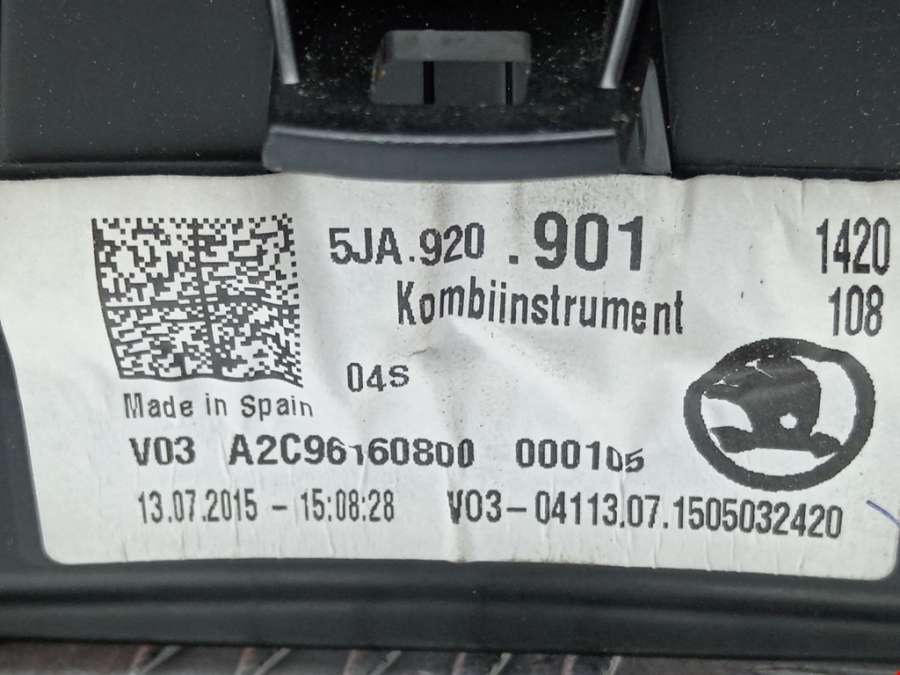 5JA.920 .901 1420
Kombiinstrument 108
04S
Made in Spain
V03 A2C96160800 000105
13.07.2015 - 15:08:28 V03-04113.07.1505032420